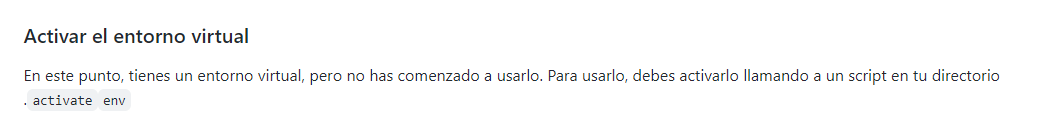 Activar el entorno virtual
En este punto, tienes un entorno virtual, pero no has comenzado a usarlo. Para usarlo, debes activarlo llamando a un script en tu directorio
. activate env